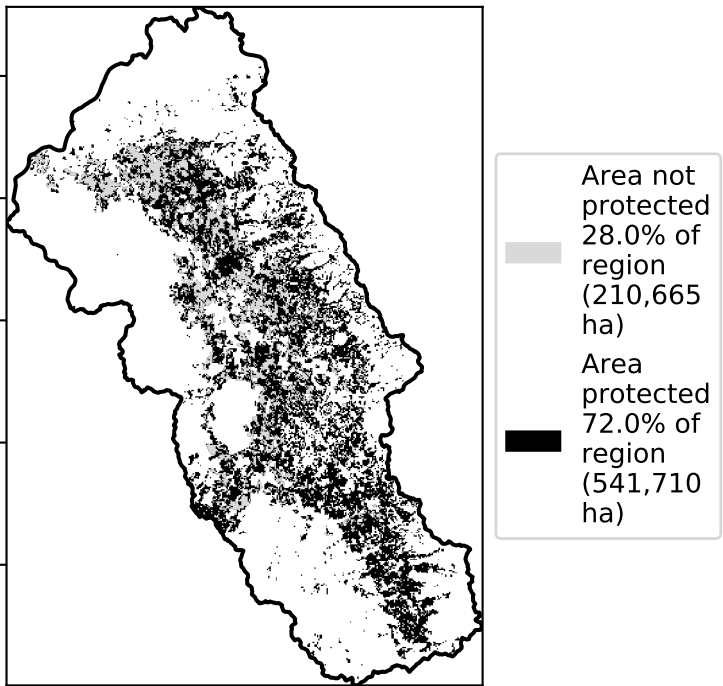 Area not
protected
28.0% of
region
(210,665
ha)
Area
protected
72.0% of
region
(541,710
ha)